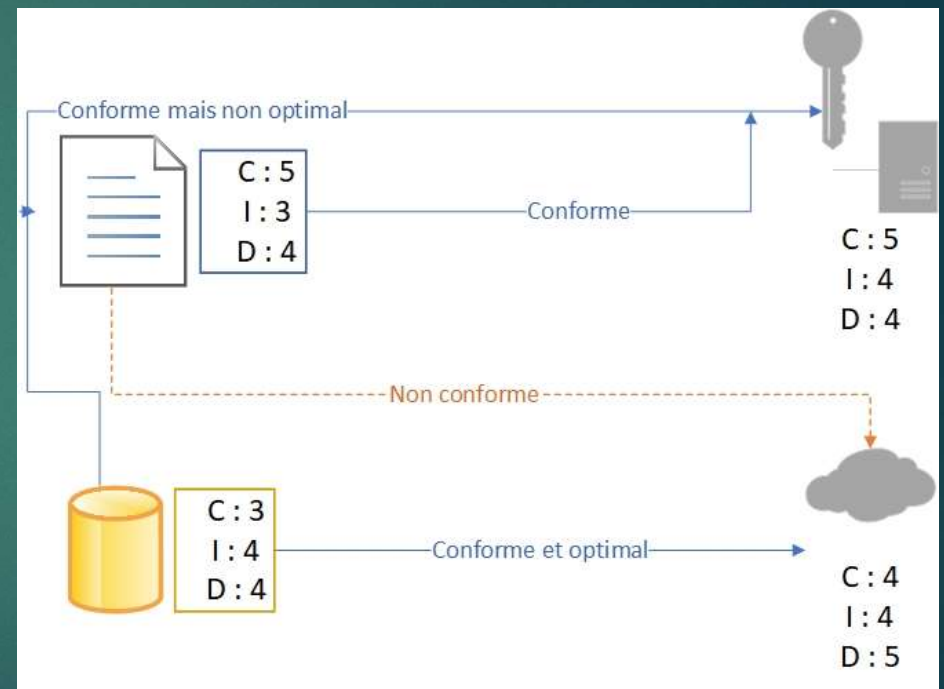 Conforme mais non optimal
C : 5
I : 3
D : 4
Conforme
C : 5
I : 4
D : 4
Non conforme
C : 3
I : 4
D : 4
Conforme et optimal
C : 4
I : 4
D : 5